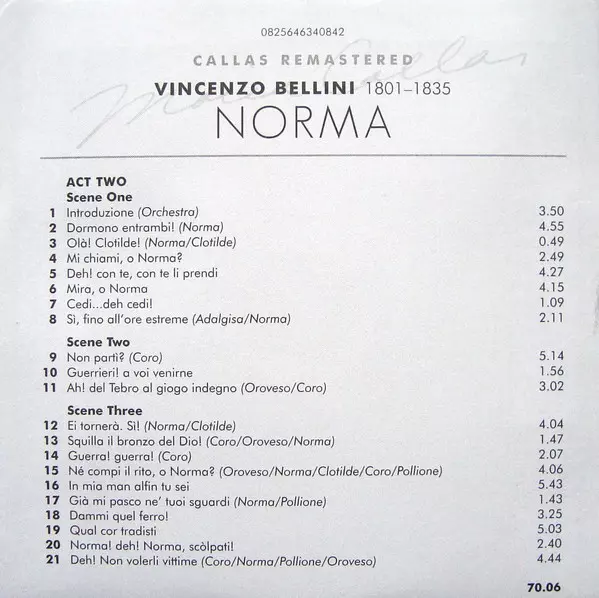 0825646340842
CALLAS REMASTERED
Maria Callas
VINCENZO BELLINI 1801–1835
NORMA
ACT TWO
Scene One
1 Introduzione (Orchestra) 3.50
2 Dormono entrambi! (Norma) 4.55
3 Olà! Clotilde! (Norma/Clotilde) 0.49
4 Mi chiami, o Norma? 2.49
5 Deh! con te, con te li prendi 4.27
6 Mira, o Norma 4.15
7 Cedi...deh cedi! 1.09
8 Sì, fino all'ore estreme (Adalgisa/Norma) 2.11
Scene Two
9 Non partì? (Coro) 5.14
10 Guerrieri! a voi venirne 1.56
11 Ah! del Tebro al giogo indegno (Oroveso/Coro) 3.02
Scene Three
12 Ei tornerà. Sì! (Norma/Clotilde) 4.04
13 Squilla il bronzo del Dio! (Coro/Oroveso/Norma) 1.47
14 Guerra! guerra! (Coro) 2.07
15 Né compi il rito, o Norma? (Oroveso/Norma/Clotilde/Coro/Pollione) 4.06
16 In mia man alfin tu sei 5.43
17 Già mi pasco ne' tuoi sguardi (Norma/Pollione) 1.43
18 Dammi quel ferro! 3.25
19 Qual cor tradisti 5.03
20 Norma! deh! Norma, scòlpati! 2.40
21 Deh! Non volerli vittime (Coro/Norma/Pollione/Oroveso) 4.44
70.06